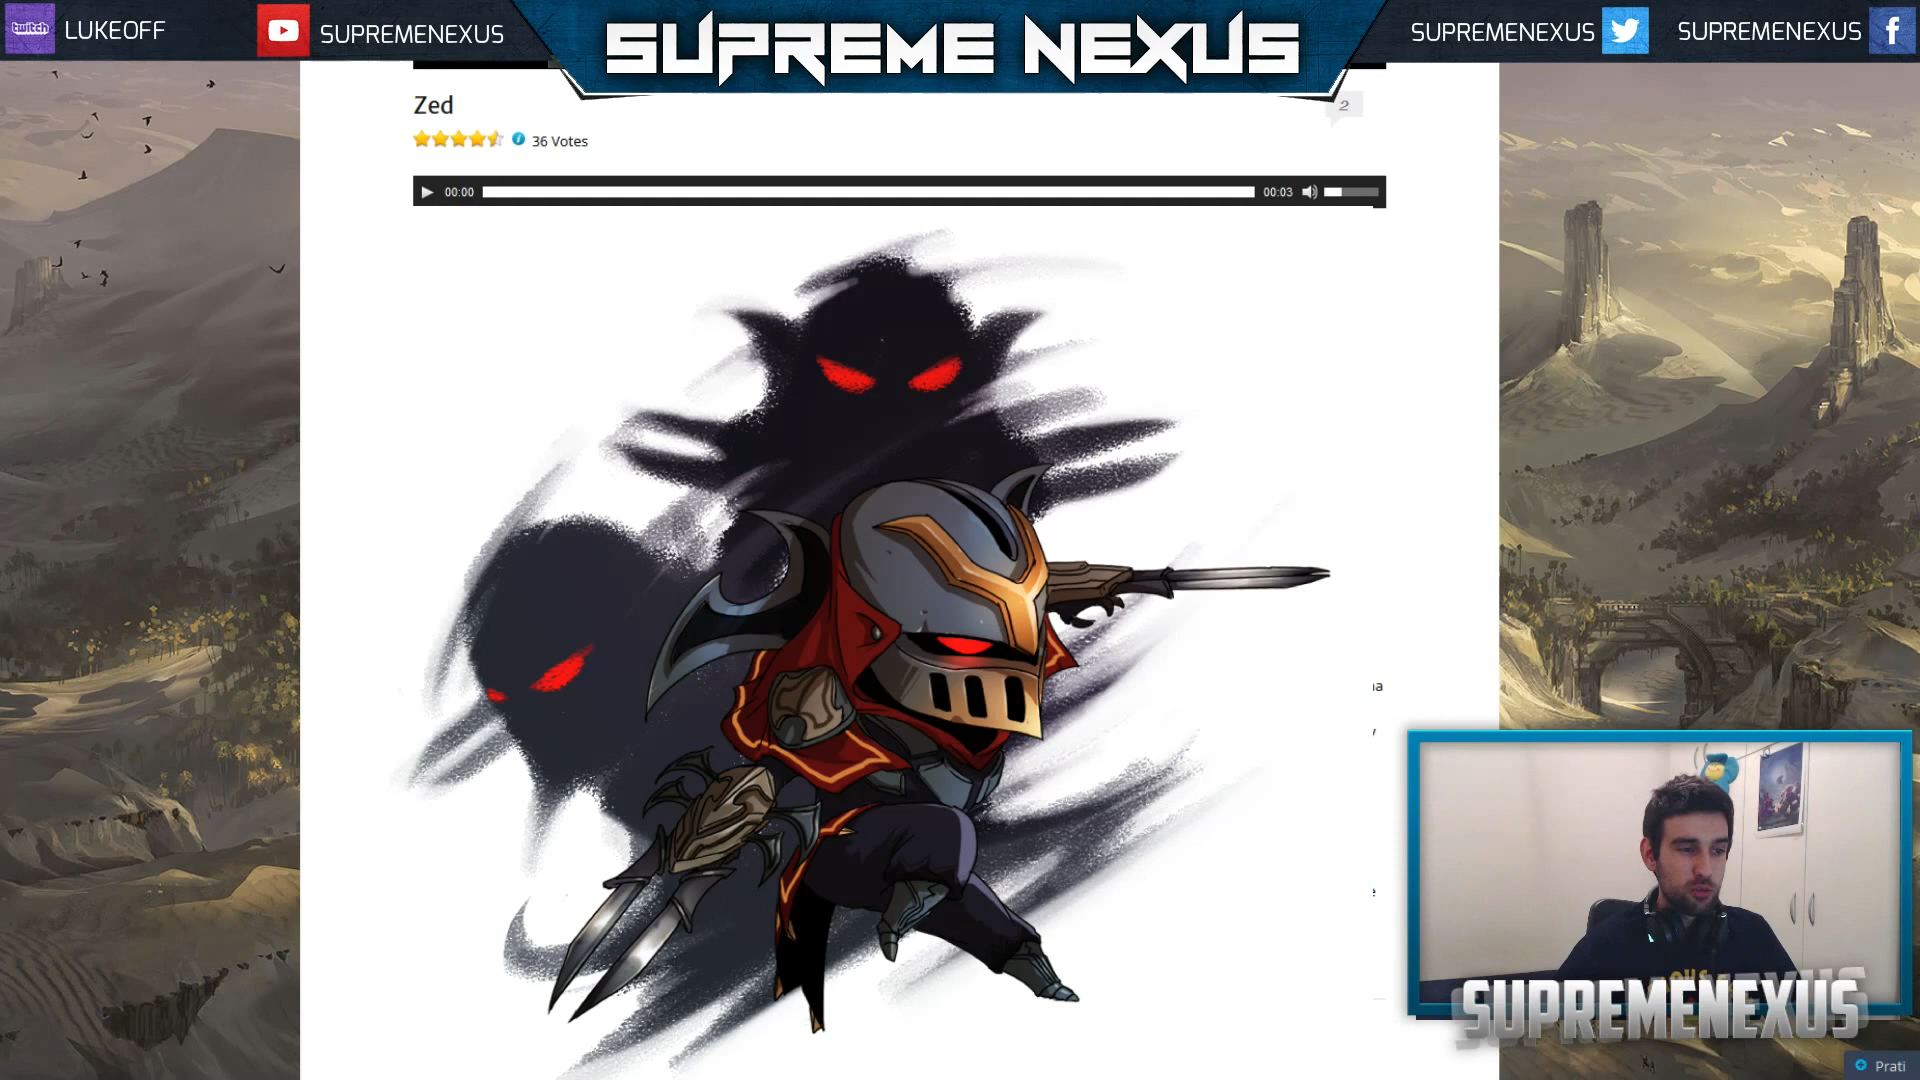 twitch
LUKEOFF
SUPREMENEXUS
SUPREME NEXUS
SUPREMENEXUS
SUPREMENEXUS
Zed
2
36 Votes
00:00
00:03
SUPREMENEXUS
Prati